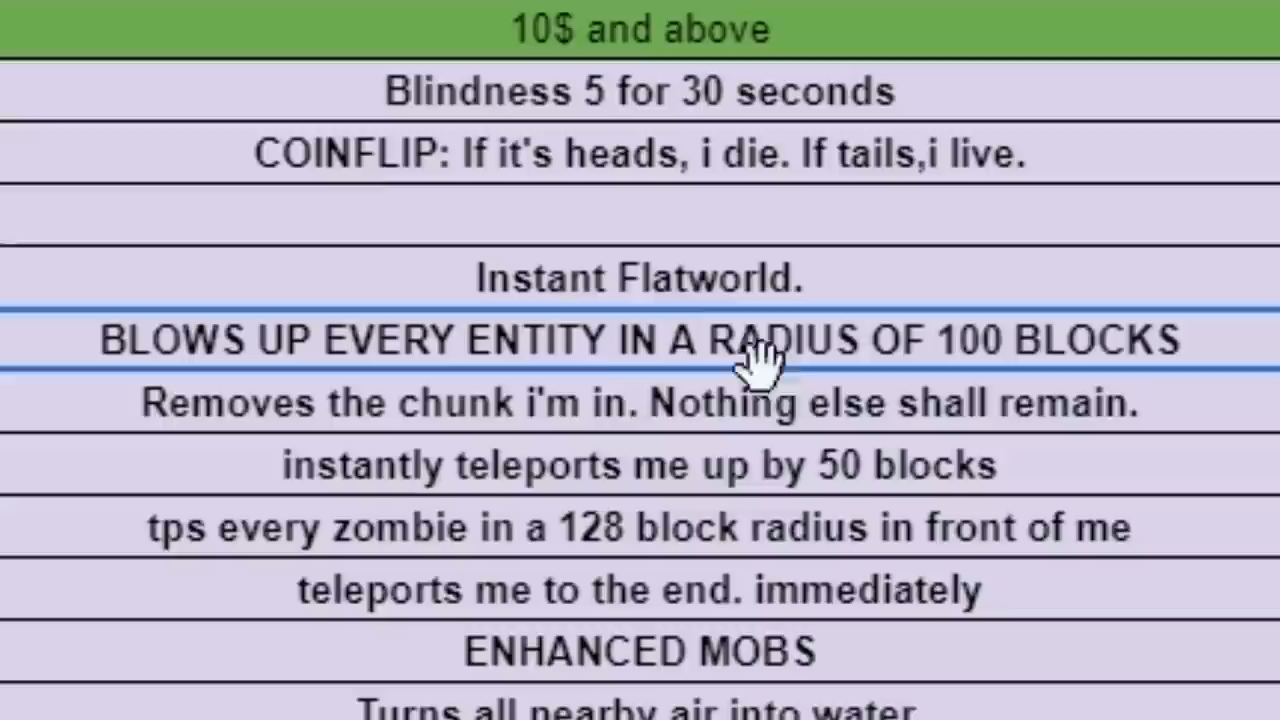 10$ and above
Blindness 5 for 30 seconds
COINFLIP: If it's heads, i die. If tails,i live.
Instant Flatworld.
BLOWS UP EVERY ENTITY IN A RADIUS OF 100 BLOCKS
Removes the chunk i'm in. Nothing else shall remain.
instantly teleports me up by 50 blocks
tps every zombie in a 128 block radius in front of me
teleports me to the end. immediately
ENHANCED MOBS
Turns all nearby air into water